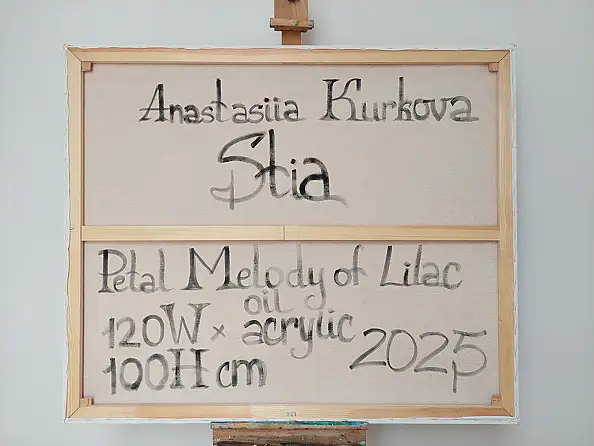 Anastasiia Kurkova
Stia
Petal Melody of Lilac
oil
120W x acrylic
100H cm
2025